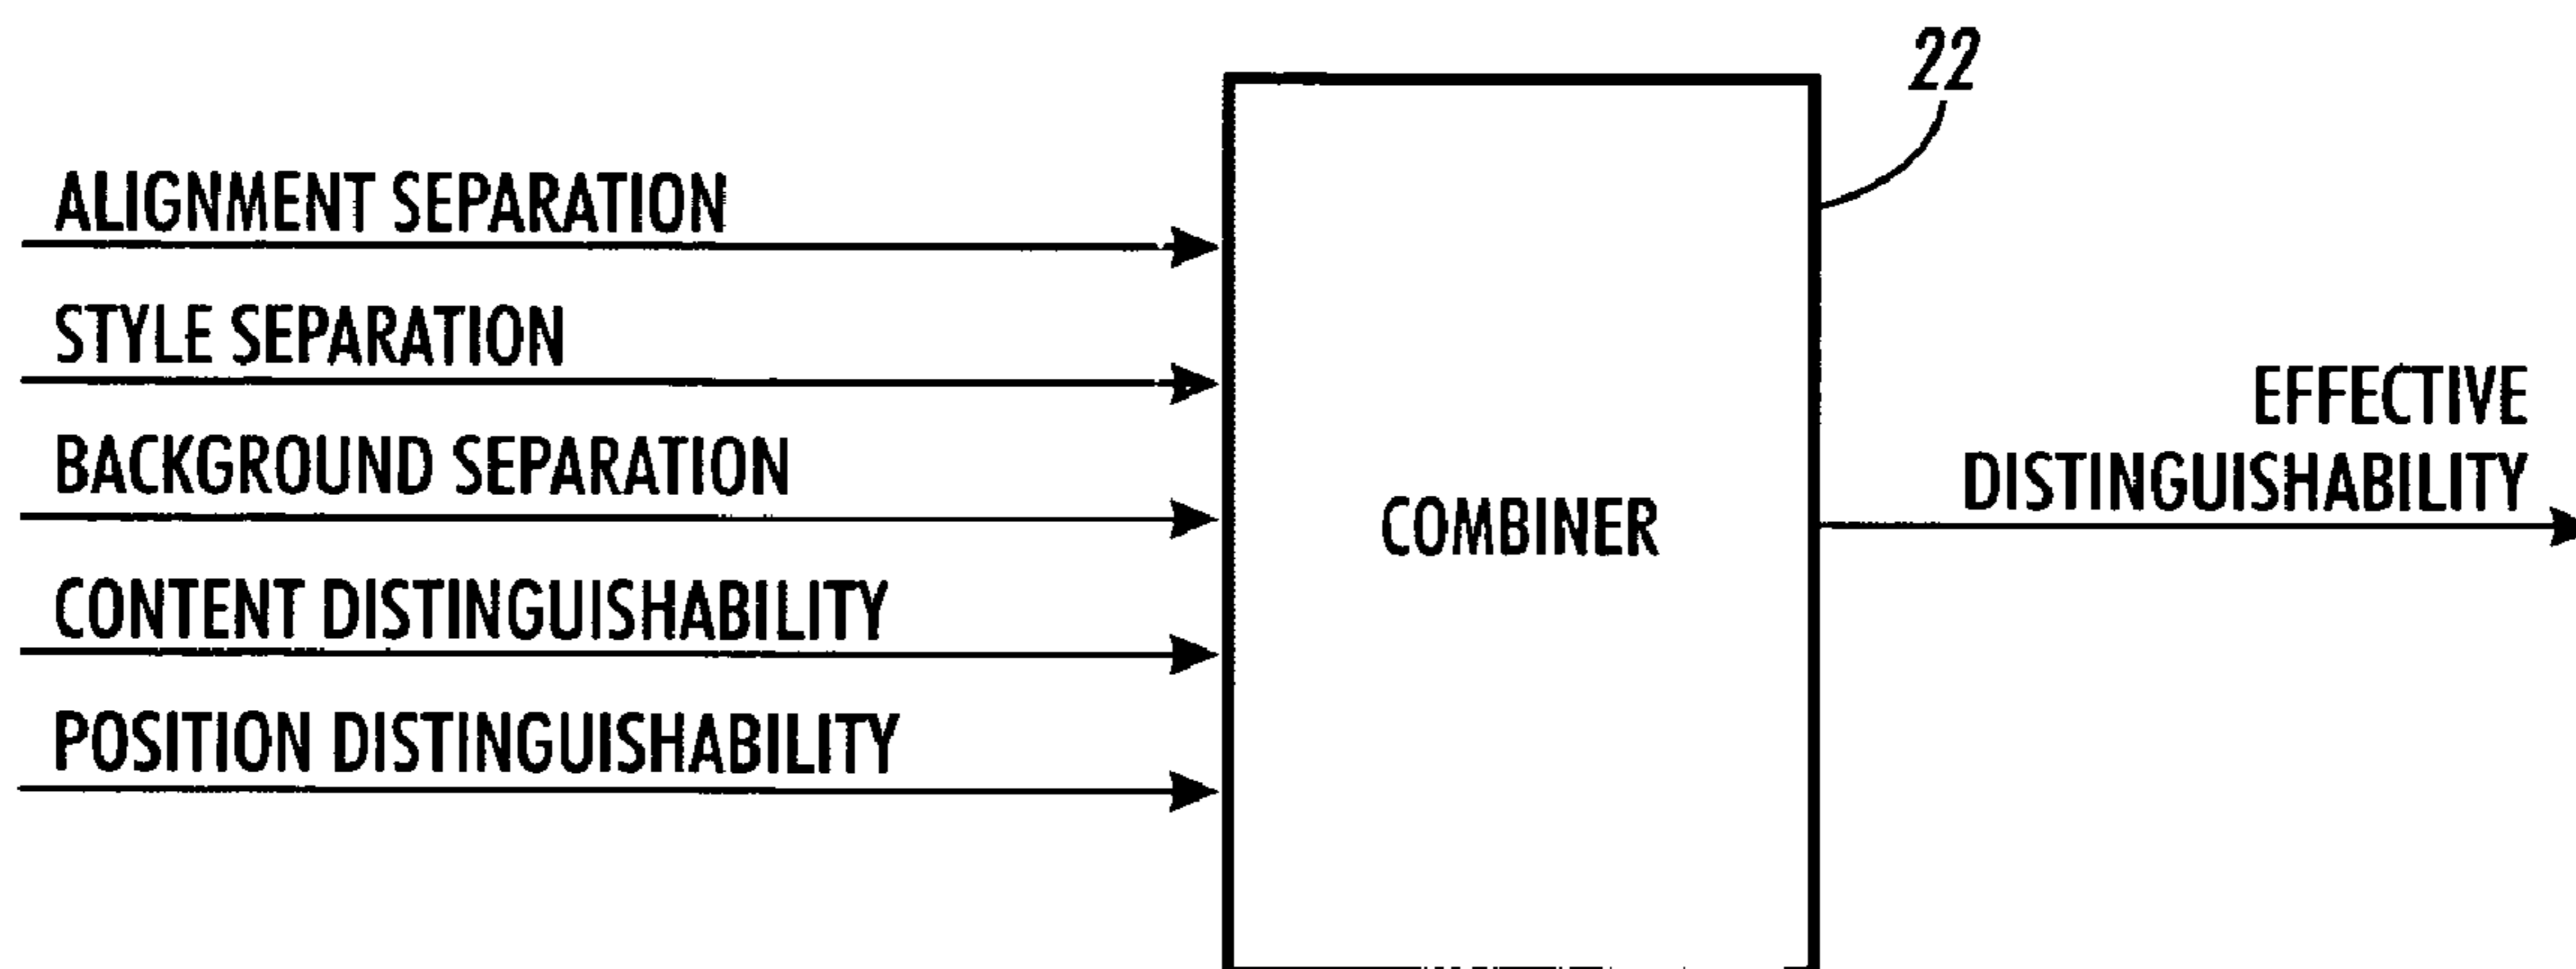 22
ALIGNMENT SEPARATION
STYLE SEPARATION
BACKGROUND SEPARATION
CONTENT DISTINGUISHABILITY
POSITION DISTINGUISHABILITY
COMBINER
EFFECTIVE
DISTINGUISHABILITY